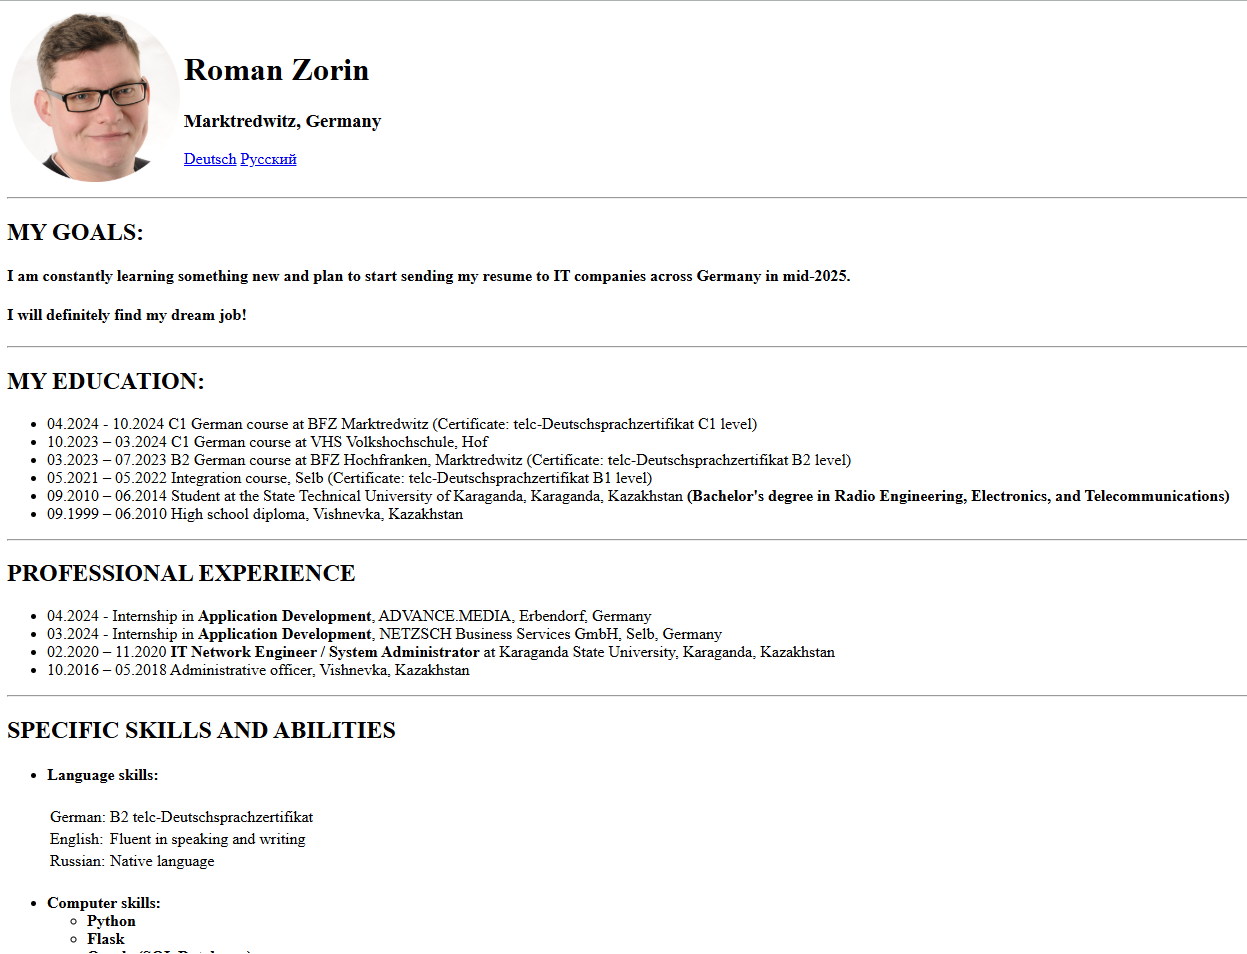 Roman Zorin
Marktredwitz, Germany
Deutsch Русский
MY GOALS:
I am constantly learning something new and plan to start sending my resume to IT companies across Germany in mid-2025.
I will definitely find my dream job!
MY EDUCATION:
04.2024 - 10.2024 C1 German course at BFZ Marktredwitz (Certificate: telc-Deutschsprachzertifikat C1 level)
10.2023 – 03.2024 C1 German course at VHS Volkshochschule, Hof
03.2023 – 07.2023 B2 German course at BFZ Hochfranken, Marktredwitz (Certificate: telc-Deutschsprachzertifikat B2 level)
05.2021 – 05.2022 Integration course, Selb (Certificate: telc-Deutschsprachzertifikat B1 level)
09.2010 – 06.2014 Student at the State Technical University of Karaganda, Karaganda, Kazakhstan (Bachelor's degree in Radio Engineering, Electronics, and Telecommunications)
09.1999 – 06.2010 High school diploma, Vishnevka, Kazakhstan
PROFESSIONAL EXPERIENCE
04.2024 - Internship in Application Development, ADVANCE.MEDIA, Erbendorf, Germany
03.2024 - Internship in Application Development, NETZSCH Business Services GmbH, Selb, Germany
02.2020 – 11.2020 IT Network Engineer / System Administrator at Karaganda State University, Karaganda, Kazakhstan
10.2016 – 05.2018 Administrative officer, Vishnevka, Kazakhstan
SPECIFIC SKILLS AND ABILITIES
Language skills:
German: B2 telc-Deutschsprachzertifikat
English: Fluent in speaking and writing
Russian: Native language
Computer skills:
Python
Flask